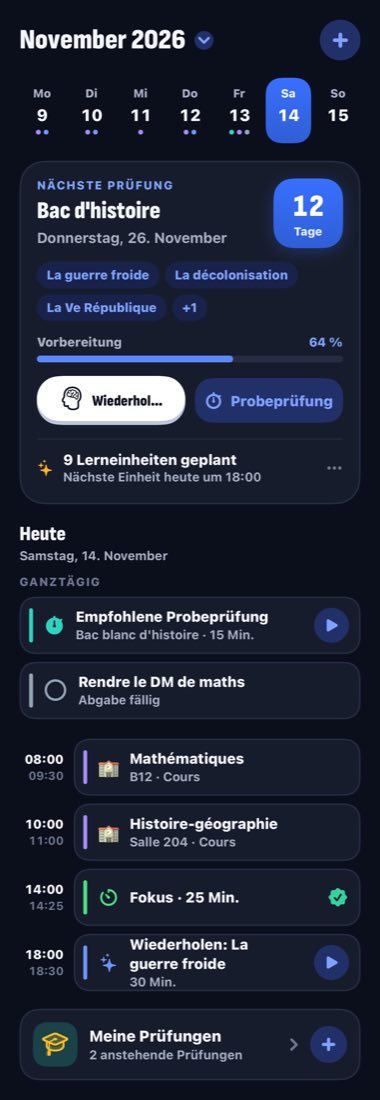 November 2026
Mo Di Mi Do Fr Sa So
9 10 11 12 13 14 15
NÄCHSTE PRÜFUNG
Bac d'histoire
Donnerstag, 26. November
12
Tage
La guerre froide La décolonisation
La Ve République +1
Vorbereitung 64 %
Wiederhol... Probeprüfung
9 Lerneinheiten geplant
Nächste Einheit heute um 18:00
Heute
Samstag, 14. November
GANZTÄGIG
Empfohlene Probeprüfung
Bac blanc d'histoire · 15 Min.
Rendre le DM de maths
Abgabe fällig
08:00 Mathématiques
09:30 B12 · Cours
10:00 Histoire-géographie
11:00 Salle 204 · Cours
14:00 Fokus · 25 Min.
14:25
18:00 Wiederholen: La
18:30 guerre froide
30 Min.
Meine Prüfungen
2 anstehende Prüfungen